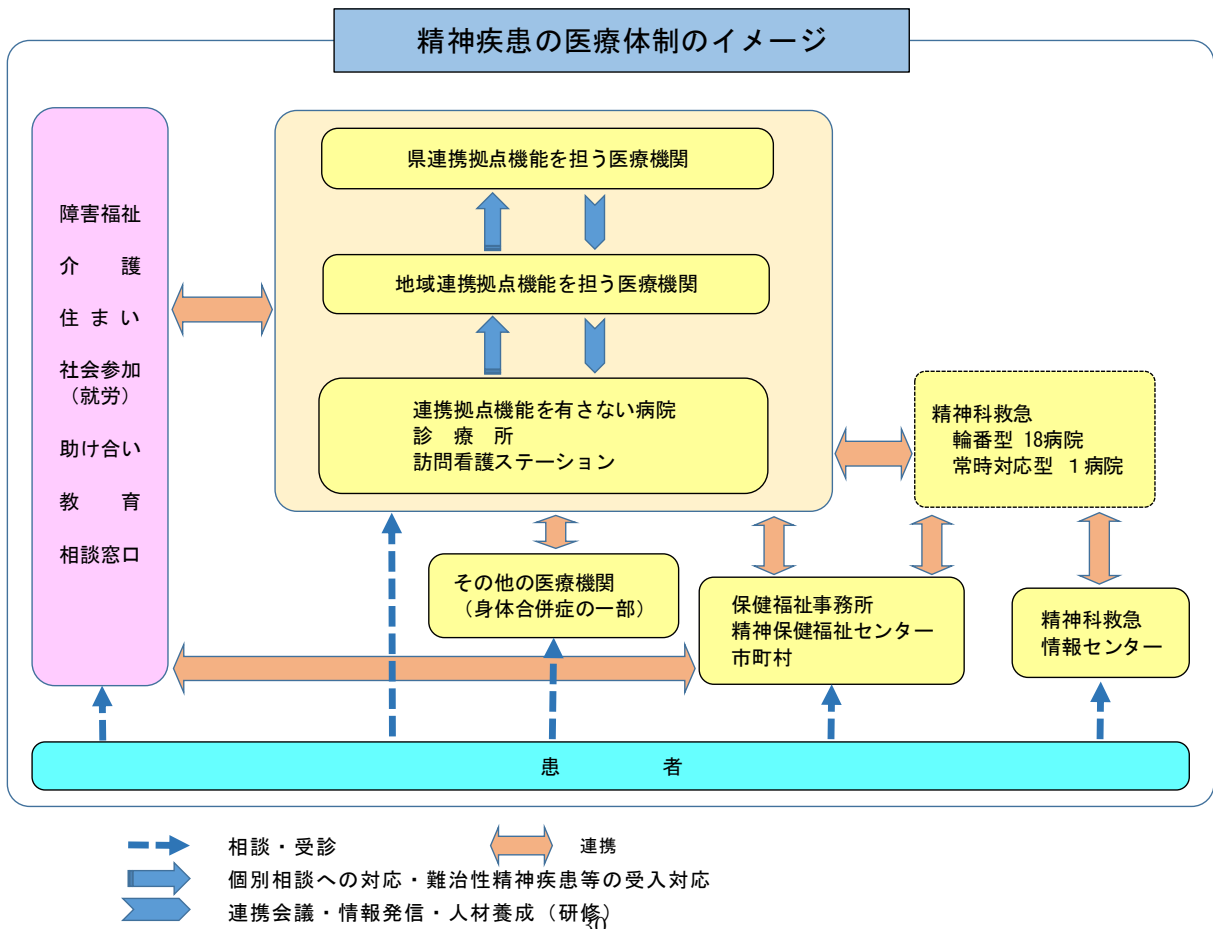 精神疾患の医療体制のイメージ
障害福祉
介　　護
住 ま い
社会参加
（就労）
助け合い
教　　育
相談窓口
県連携拠点機能を担う医療機関
地域連携拠点機能を担う医療機関
連携拠点機能を有さない病院
診　療　所
訪問看護ステーション
精神科救急
輪番型 18病院
常時対応型 １病院
その他の医療機関
（身体合併症の一部）
保健福祉事務所
精神保健福祉センター
市町村
精神科救急
情報センター
患　　　　者
相談・受診
連携
個別相談への対応・難治性精神疾患等の受入対応
連携会議・情報発信・人材養成（研修）
30